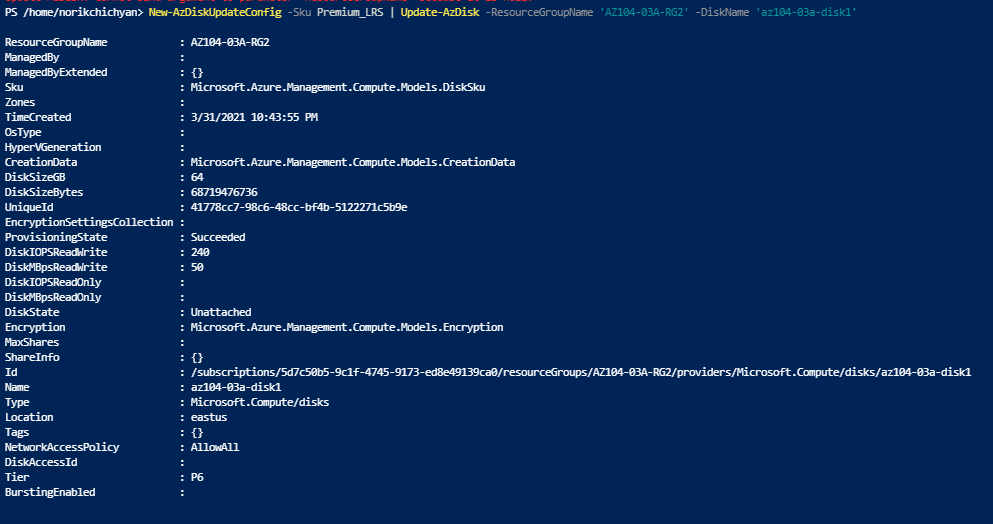 PS /home/norikchichyan> New-AzDiskUpdateConfig -Sku Premium_LRS | Update-AzDisk -ResourceGroupName 'AZ104-03A-RG2' -DiskName 'az104-03a-disk1'
ResourceGroupName : AZ104-03A-RG2
ManagedBy :
ManagedByExtended : {}
Sku : Microsoft.Azure.Management.Compute.Models.DiskSku
Zones :
TimeCreated : 3/31/2021 10:43:55 PM
OsType :
HyperVGeneration :
CreationData : Microsoft.Azure.Management.Compute.Models.CreationData
DiskSizeGB : 64
DiskSizeBytes : 68719476736
UniqueId : 41778cc7-98c6-48cc-bf4b-5122271c5b9e
EncryptionSettingsCollection :
ProvisioningState : Succeeded
DiskIOPSReadWrite : 240
DiskMBpsReadWrite : 50
DiskIOPSReadOnly :
DiskMBpsReadOnly :
DiskState : Unattached
Encryption : Microsoft.Azure.Management.Compute.Models.Encryption
MaxShares :
ShareInfo : {}
Id : /subscriptions/5d7c50b5-9c1f-4745-9173-ed8e49139ca0/resourceGroups/AZ104-03A-RG2/providers/Microsoft.Compute/disks/az104-03a-disk1
Name : az104-03a-disk1
Type : Microsoft.Compute/disks
Location : eastus
Tags : {}
NetworkAccessPolicy : AllowAll
DiskAccessId :
Tier : P6
BurstingEnabled :